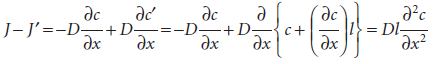 J−J′=−D ∂c/∂x + D ∂c′/∂x =−D ∂c/∂x + D ∂/∂x {c+(∂c/∂x)l} = Dl ∂²c/∂x²